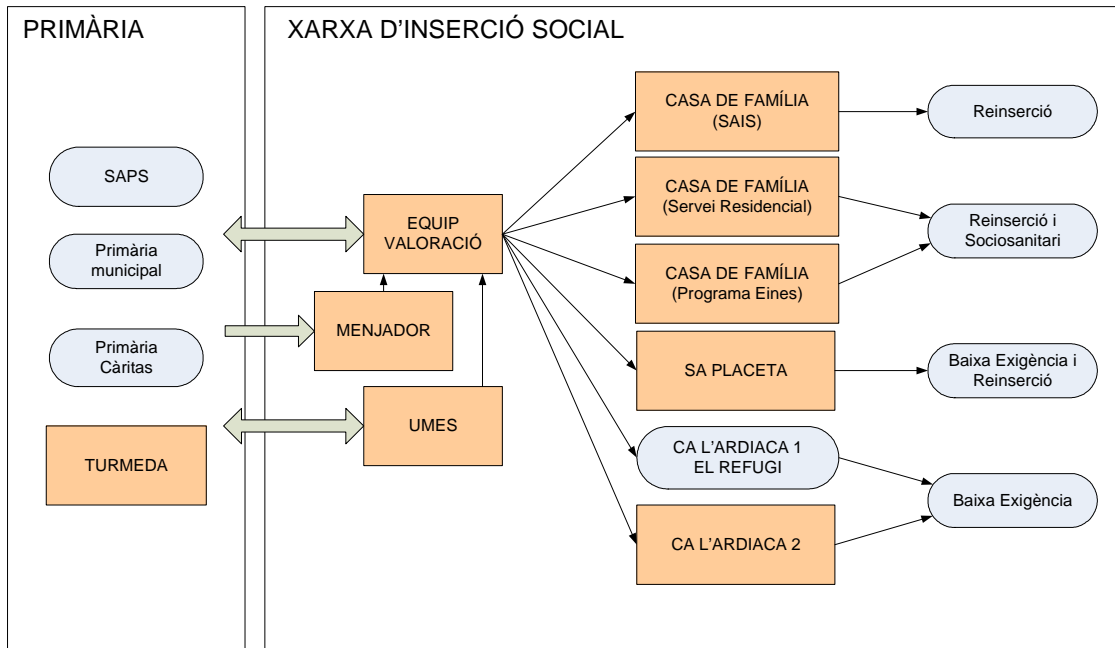 PRIMÀRIA
SAPS
Primària
municipal
Primària
Càritas
TURMEDA
XARXA D'INSERCIÓ SOCIAL
EQUIP
VALORACIÓ
MENJADOR
UMES
CASA DE FAMÍLIA
(SAIS)
CASA DE FAMÍLIA
(Servei Residencial)
CASA DE FAMÍLIA
(Programa Eines)
SA PLACETA
CA L'ARDIACA 1
EL REFUGI
CA L'ARDIACA 2
Reinserció
Reinserció i
Sociosanitari
Baixa Exigència i
Reinserció
Baixa Exigència